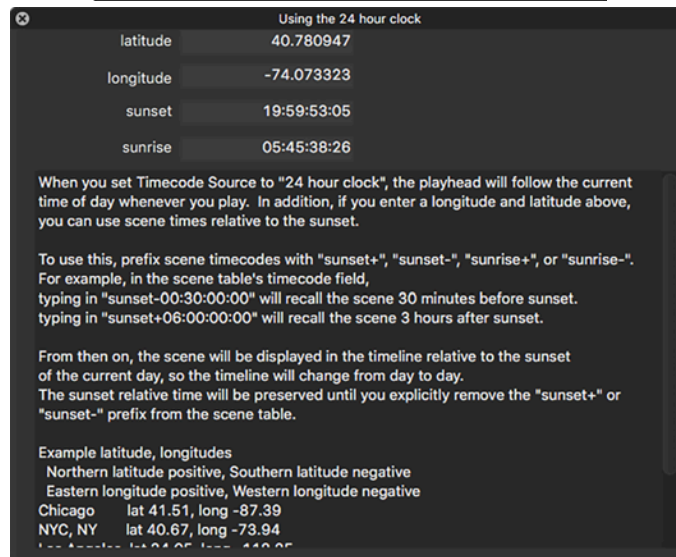 Using the 24 hour clock
latitude 40.780947
longitude -74.073323
sunset 19:59:53:05
sunrise 05:45:38:26
When you set Timecode Source to "24 hour clock", the playhead will follow the current
time of day whenever you play. In addition, if you enter a longitude and latitude above,
you can use scene times relative to the sunset.
To use this, prefix scene timecodes with "sunset+", "sunset-", "sunrise+", or "sunrise-".
For example, in the scene table's timecode field,
typing in "sunset-00:30:00:00" will recall the scene 30 minutes before sunset.
typing in "sunset+06:00:00:00" will recall the scene 3 hours after sunset.
From then on, the scene will be displayed in the timeline relative to the sunset
of the current day, so the timeline will change from day to day.
The sunset relative time will be preserved until you explicitly remove the "sunset+" or
"sunset-" prefix from the scene table.
Example latitude, longitudes
Northern latitude positive, Southern latitude negative
Eastern longitude positive, Western longitude negative
Chicago lat 41.51, long -87.39
NYC, NY lat 40.67, long -73.94